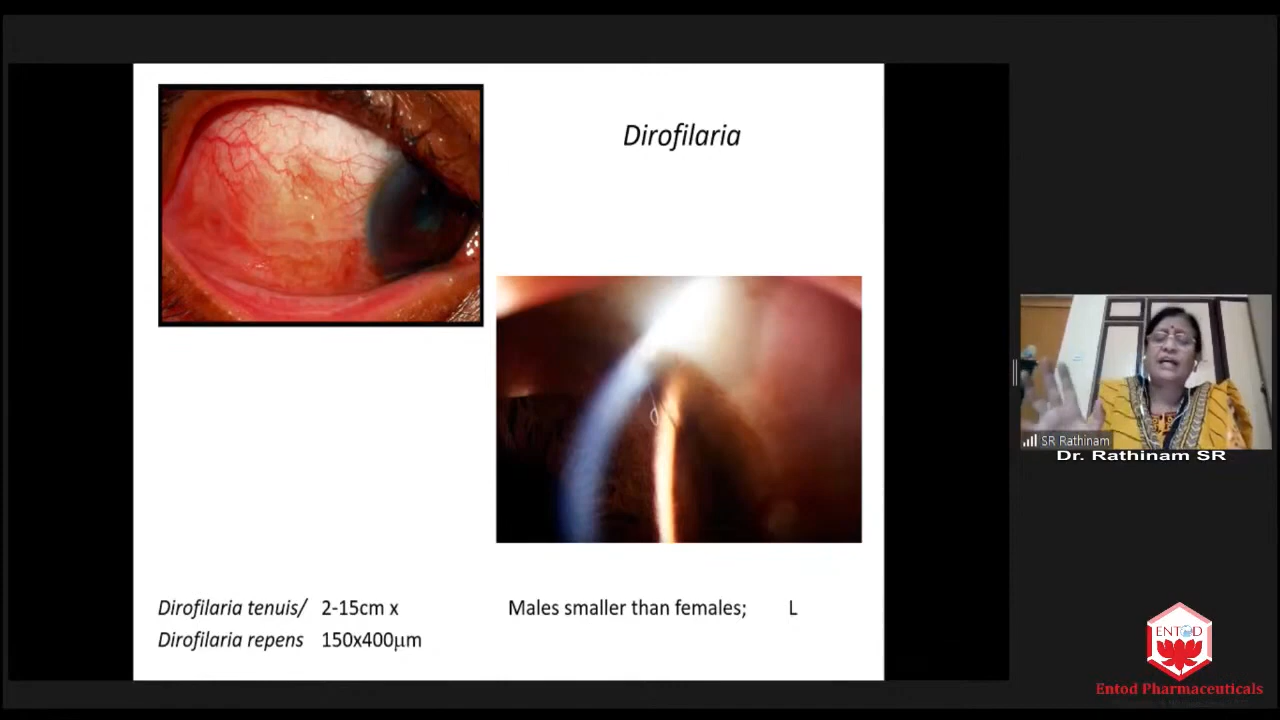 Dirofilaria
Dirofilaria tenuis/ 2-15cm x Males smaller than females; L
Dirofilaria repens 150x400µm
SR Rathinam
Dr. Rathinam SR
ENTOD
Entod Pharmaceuticals